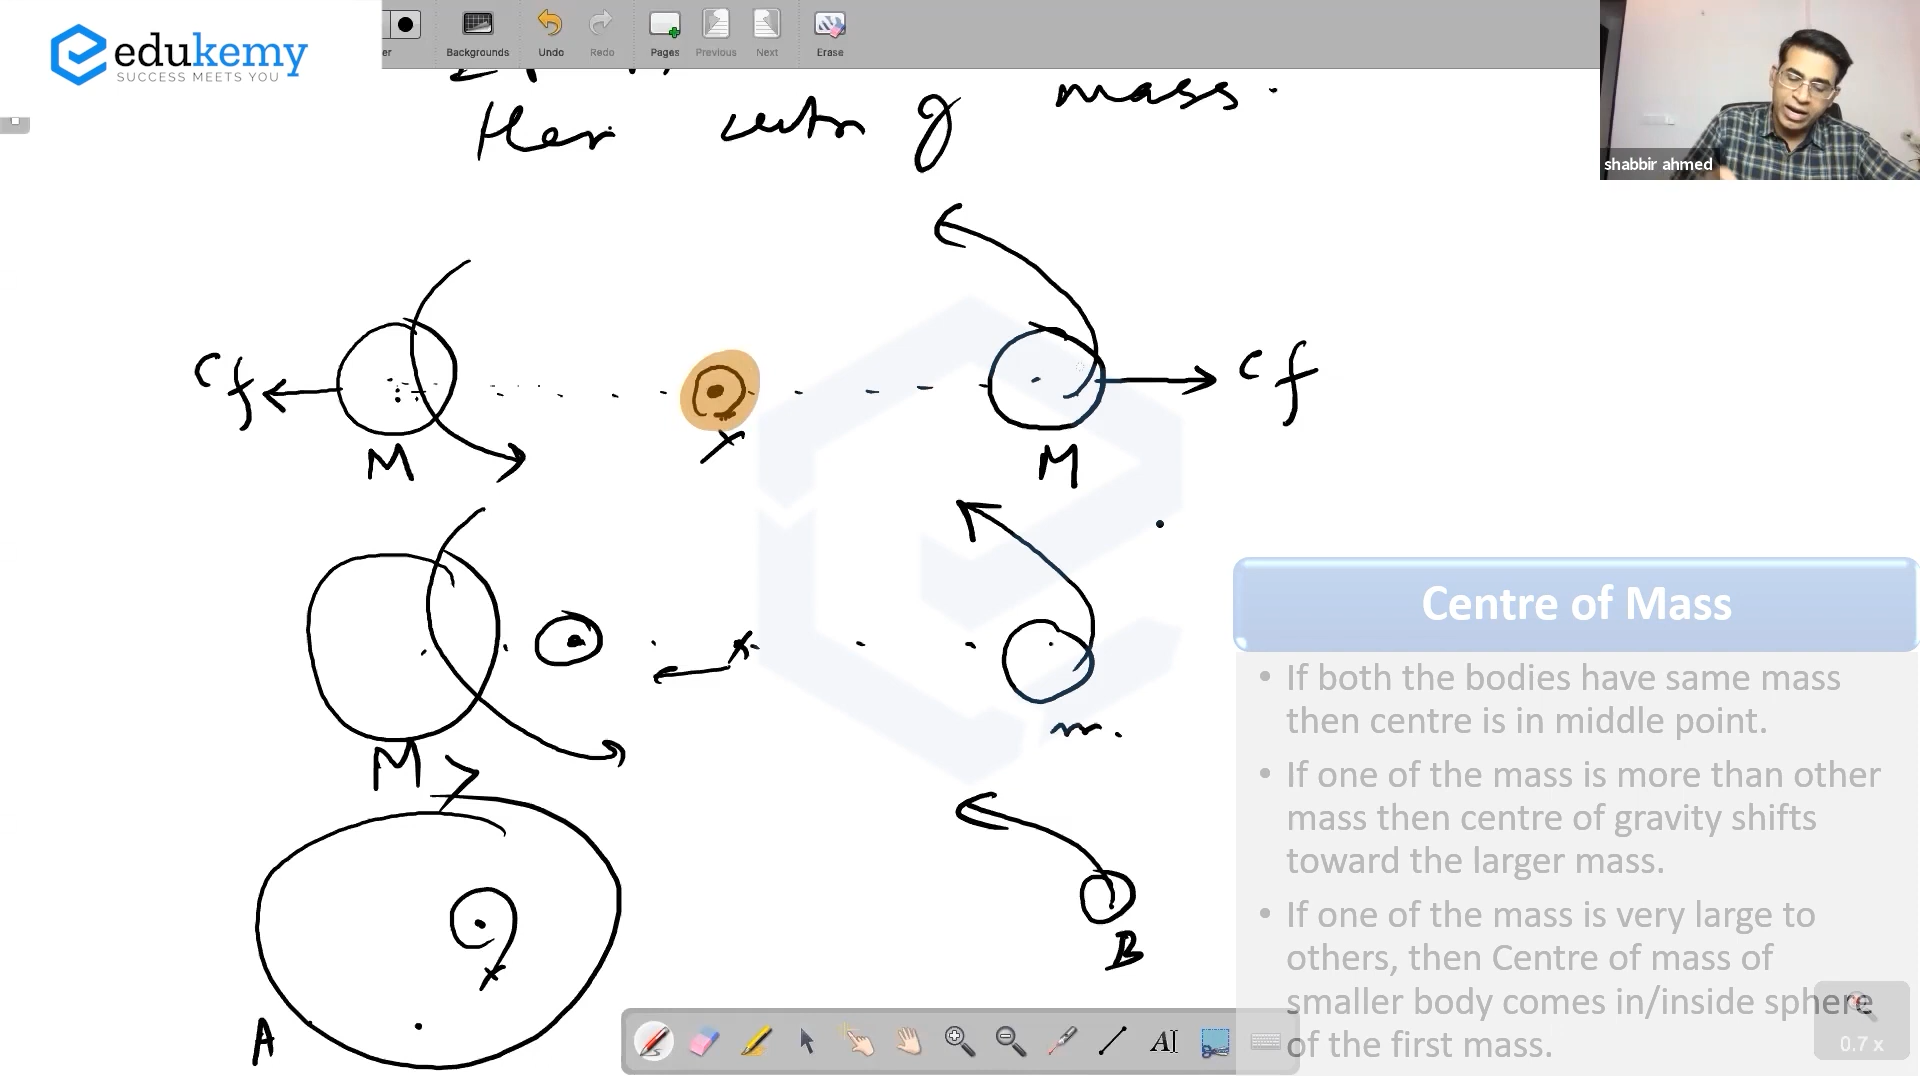 edukemy
SUCCESS MEETS YOU
er
Backgrounds
Undo
Redo
Pages
Previous
Next
Erase
mass.
shabbir ahmed
cf
cf
M
M
M >
m.
A
B
Centre of Mass
• If both the bodies have same mass
then centre is in middle point.
• If one of the mass is more than other
mass then centre of gravity shifts
toward the larger mass.
• If one of the mass is very large to
others, then Centre of mass of
smaller body comes in/inside sphere
of the first mass.
0.7 x